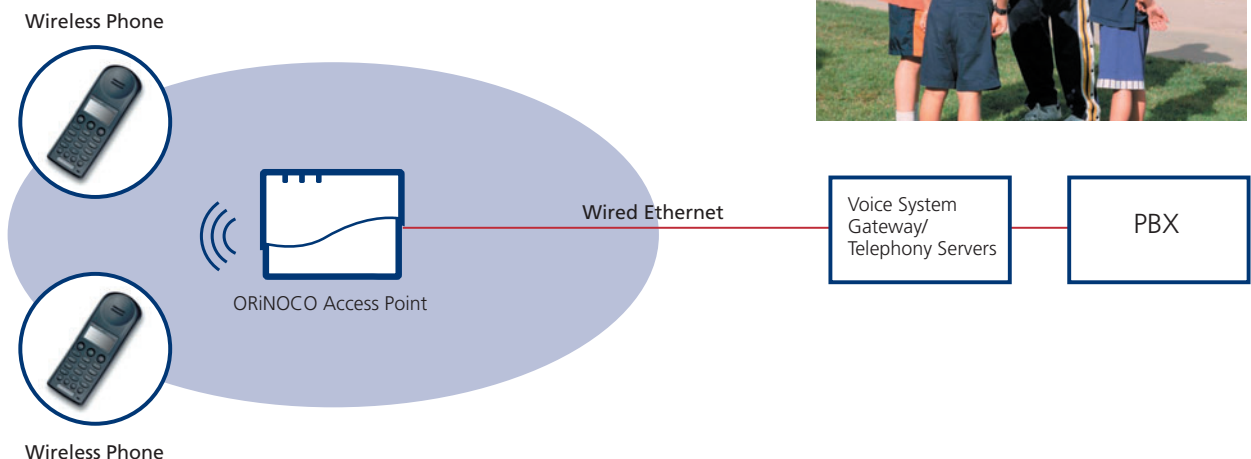 Wireless Phone
Wired Ethernet
Voice System
Gateway/
Telephony Servers
PBX
ORiNOCO Access Point
Wireless Phone